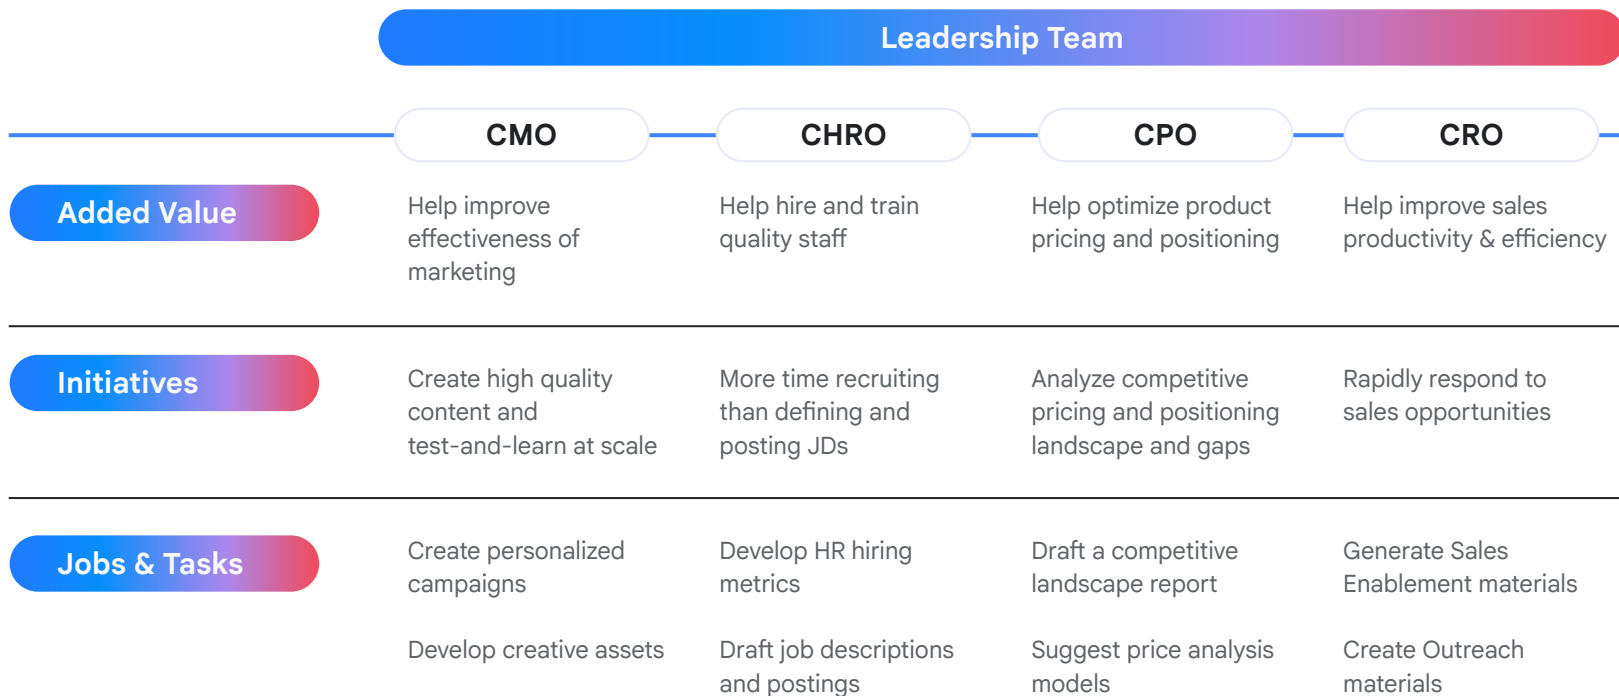 Leadership Team
CMO
CHRO
CPO
CRO
Added Value
Help improve
effectiveness of
marketing
Help hire and train
quality staff
Help optimize product
pricing and positioning
Help improve sales
productivity & efficiency
Initiatives
Create high quality
content and
test-and-learn at scale
More time recruiting
than defining and
posting JDs
Analyze competitive
pricing and positioning
landscape and gaps
Rapidly respond to
sales opportunities
Jobs & Tasks
Create personalized
campaigns
Develop creative assets
Develop HR hiring
metrics
Draft job descriptions
and postings
Draft a competitive
landscape report
Suggest price analysis
models
Generate Sales
Enablement materials
Create Outreach
materials